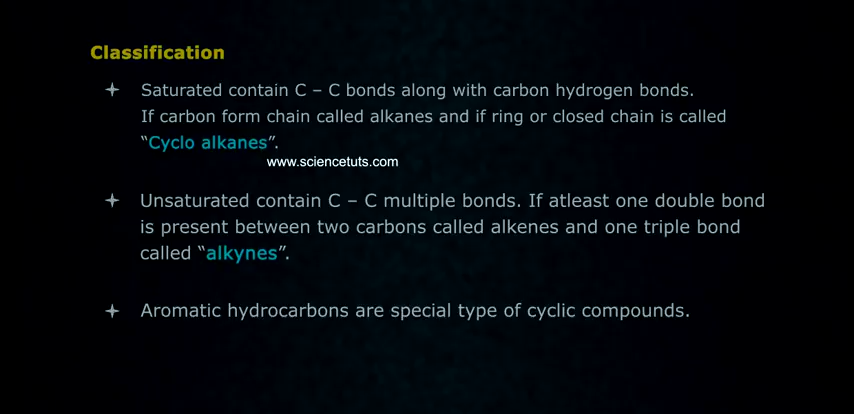 Classification
Saturated contain C – C bonds along with carbon hydrogen bonds.
If carbon form chain called alkanes and if ring or closed chain is called
“Cyclo alkanes”.
www.sciencetuts.com
Unsaturated contain C – C multiple bonds. If atleast one double bond
is present between two carbons called alkenes and one triple bond
called “alkynes”.
Aromatic hydrocarbons are special type of cyclic compounds.